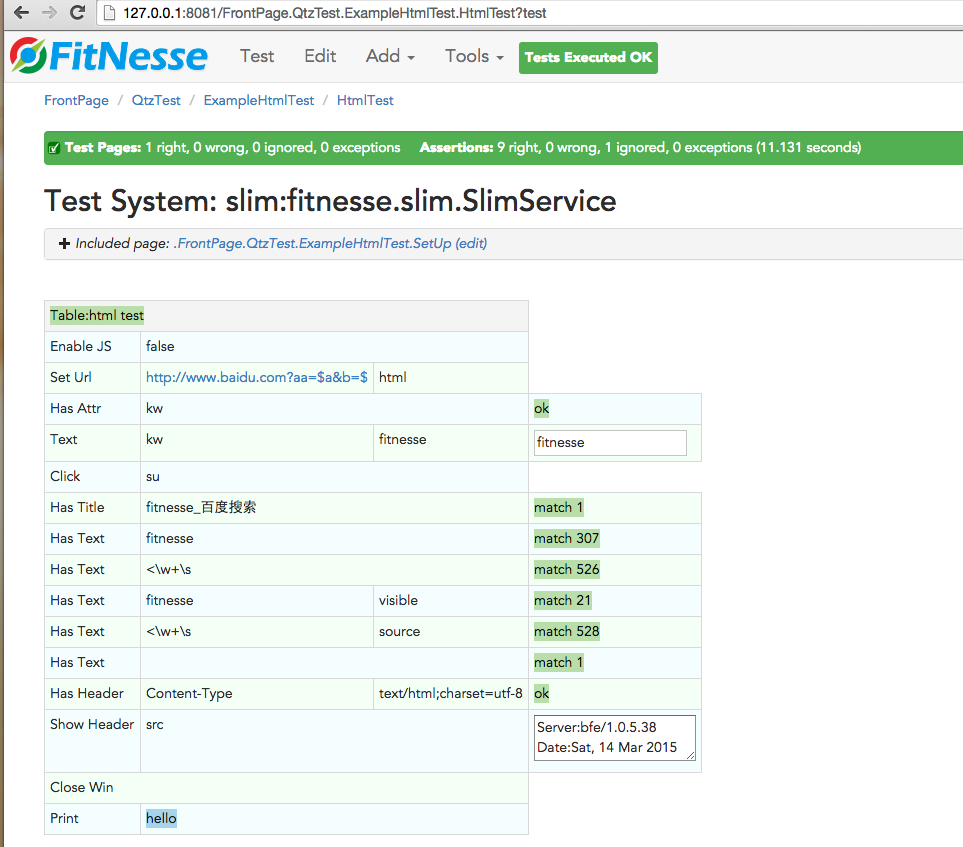 127.0.0.1:8081/FrontPage.QtzTest.ExampleHtmlTest.HtmlTest?test
FitNesse Test Edit Add Tools Tests Executed OK
FrontPage / QtzTest / ExampleHtmlTest / HtmlTest
Test Pages: 1 right, 0 wrong, 0 ignored, 0 exceptions Assertions: 9 right, 0 wrong, 1 ignored, 0 exceptions (11.131 seconds)
Test System: slim:fitnesse.slim.SlimService
Included page: .FrontPage.QtzTest.ExampleHtmlTest.SetUp (edit)
Table:html test
Enable JS false
Set Url http://www.baidu.com?aa=$a&b=$ html
Has Attr kw ok
Text kw fitnesse fitnesse
Click su
Has Title fitnesse_百度搜索 match 1
Has Text fitnesse match 307
Has Text <\w+\s match 526
Has Text fitnesse visible match 21
Has Text <\w+\s source match 528
Has Text match 1
Has Header Content-Type text/html;charset=utf-8 ok
Show Header src Server:bfe/1.0.5.38
Date:Sat, 14 Mar 2015
Close Win
Print hello